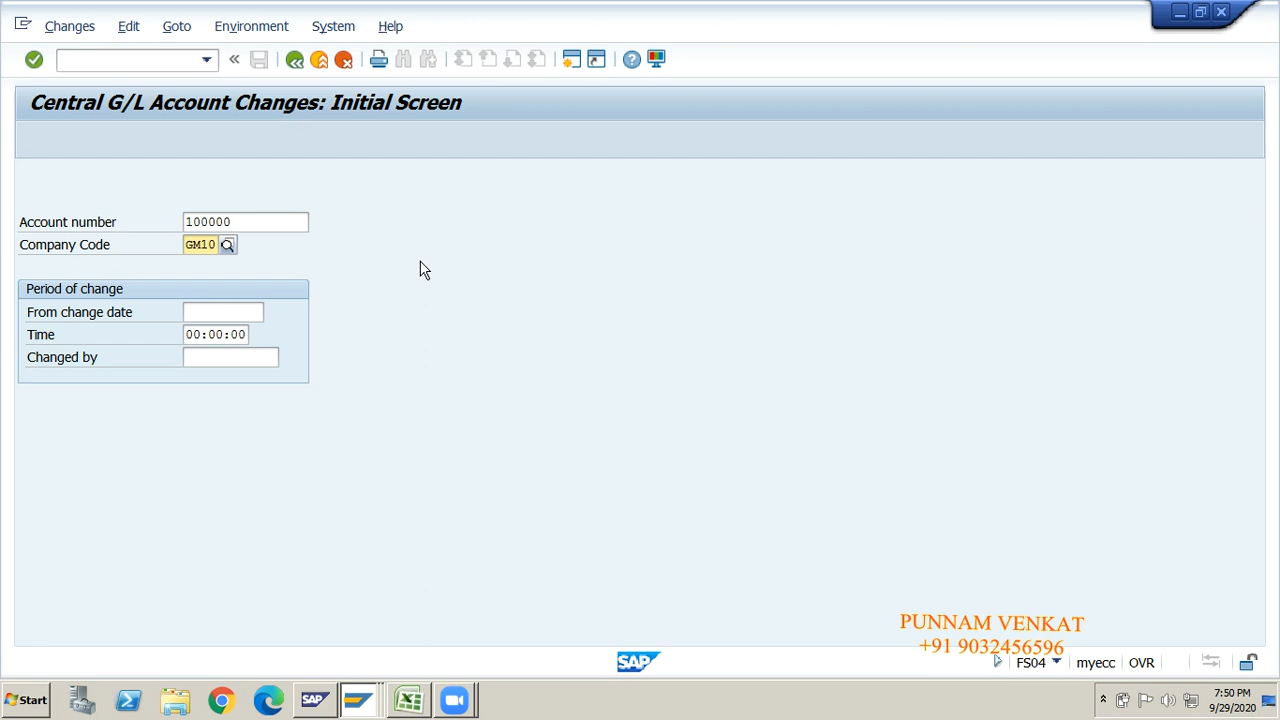 Changes Edit Goto Environment System Help
Central G/L Account Changes: Initial Screen
Account number 100000
Company Code GM10
Period of change
From change date
Time 00:00:00
Changed by
PUNNAM VENKAT
+91 9032456596
SAP FS04 myecc OVR
Start SAP 7:50 PM
9/29/2020